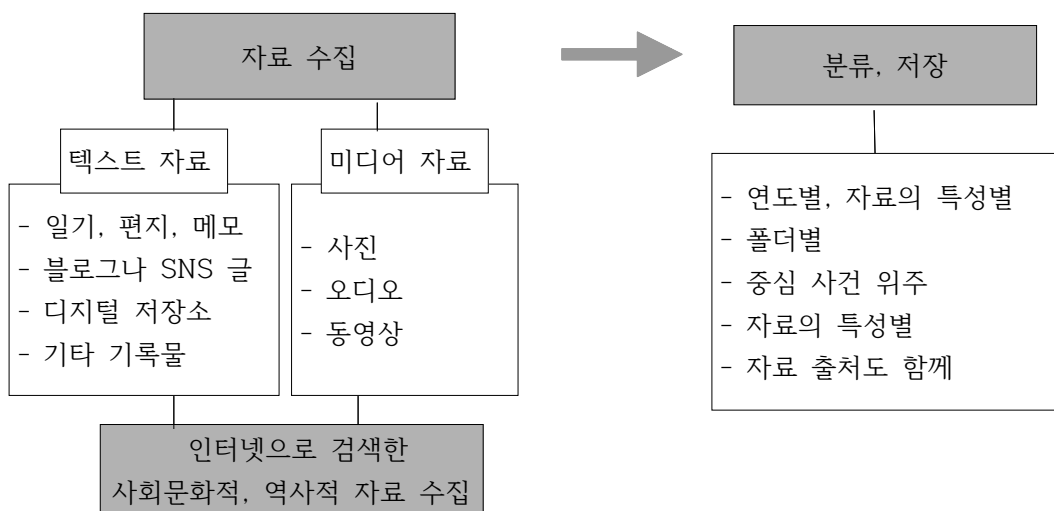 자료 수집
분류, 저장
텍스트 자료
- 일기, 편지, 메모
- 블로그나 SNS 글
- 디지털 저장소
- 기타 기록물
미디어 자료
- 사진
- 오디오
- 동영상
인터넷으로 검색한
사회문화적, 역사적 자료 수집
- 연도별, 자료의 특성별
- 폴더별
- 중심 사건 위주
- 자료의 특성별
- 자료 출처도 함께